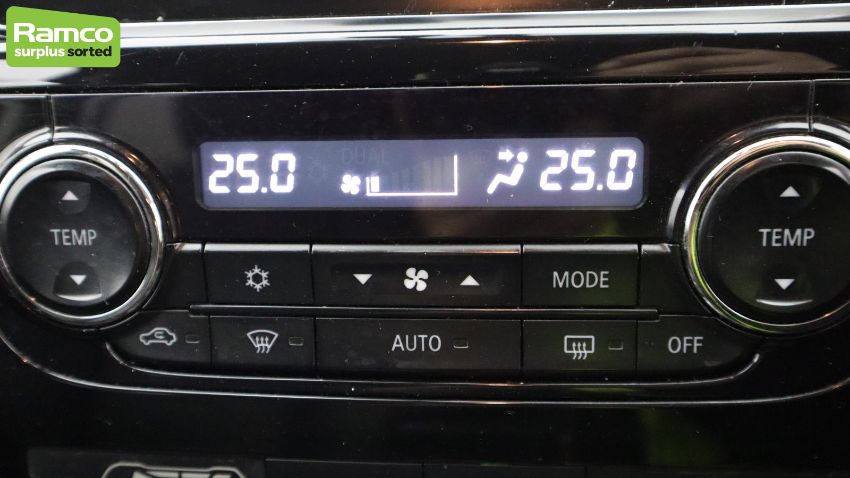 Ramco
surplus sorted
DUAL
25.0 25.0
TEMP TEMP
MODE
AUTO OFF